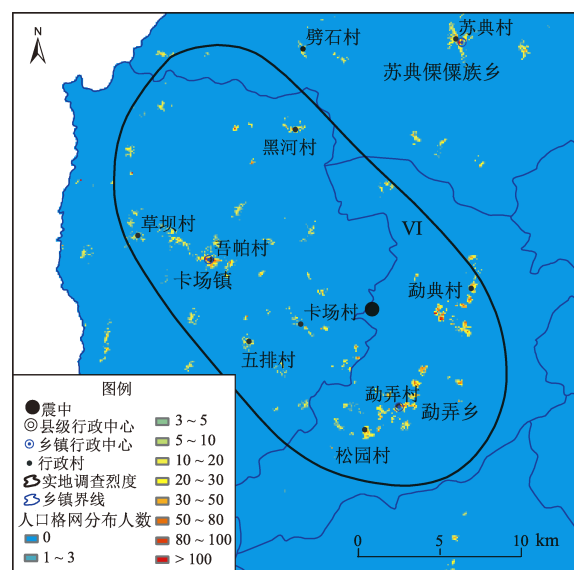 N
劈石村
苏典村
苏典傈僳族乡
黑河村
草坝村
吾帕村
卡场镇
VI
勐典村
卡场村
五排村
勐弄村
勐弄乡
松园村
图例
震中
县级行政中心
乡镇行政中心
行政村
实地调查烈度
乡镇界线
人口格网分布人数
0
1~3
3~5
5~10
10~20
20~30
30~50
50~80
80~100
>100
0 5 10 km